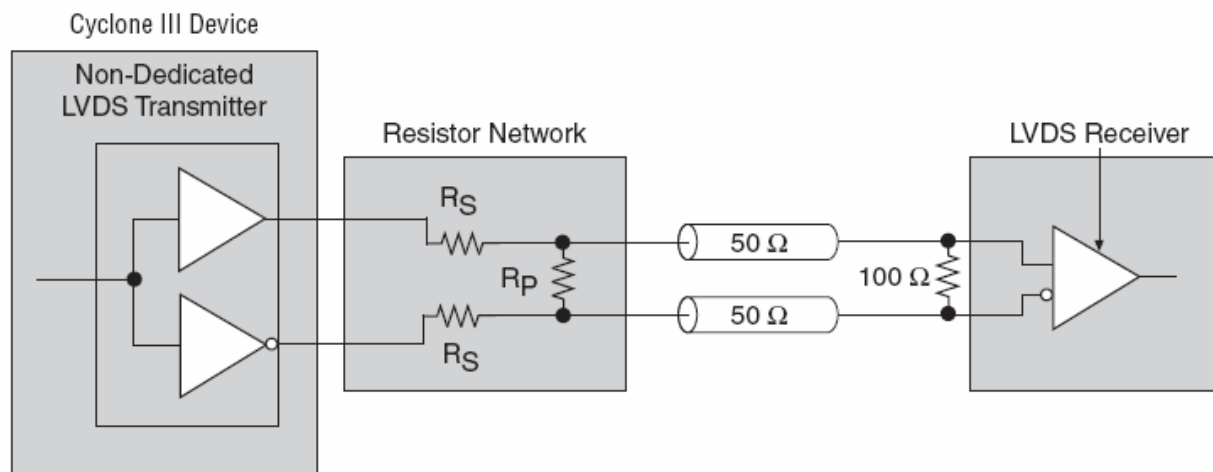 Cyclone III Device
Non-Dedicated
LVDS Transmitter
Resistor Network
LVDS Receiver
RS
RP
RS
50 Ω
50 Ω
100 Ω